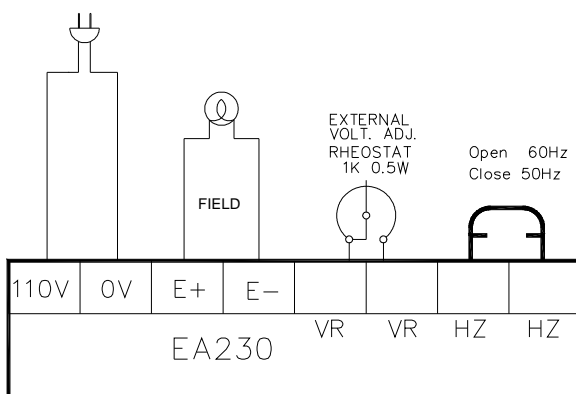 EXTERNAL
VOLT. ADJ.
RHEOSTAT
1K 0.5W
Open 60Hz
Close 50Hz
FIELD
110V 0V E+ E-
VR VR HZ HZ
EA230